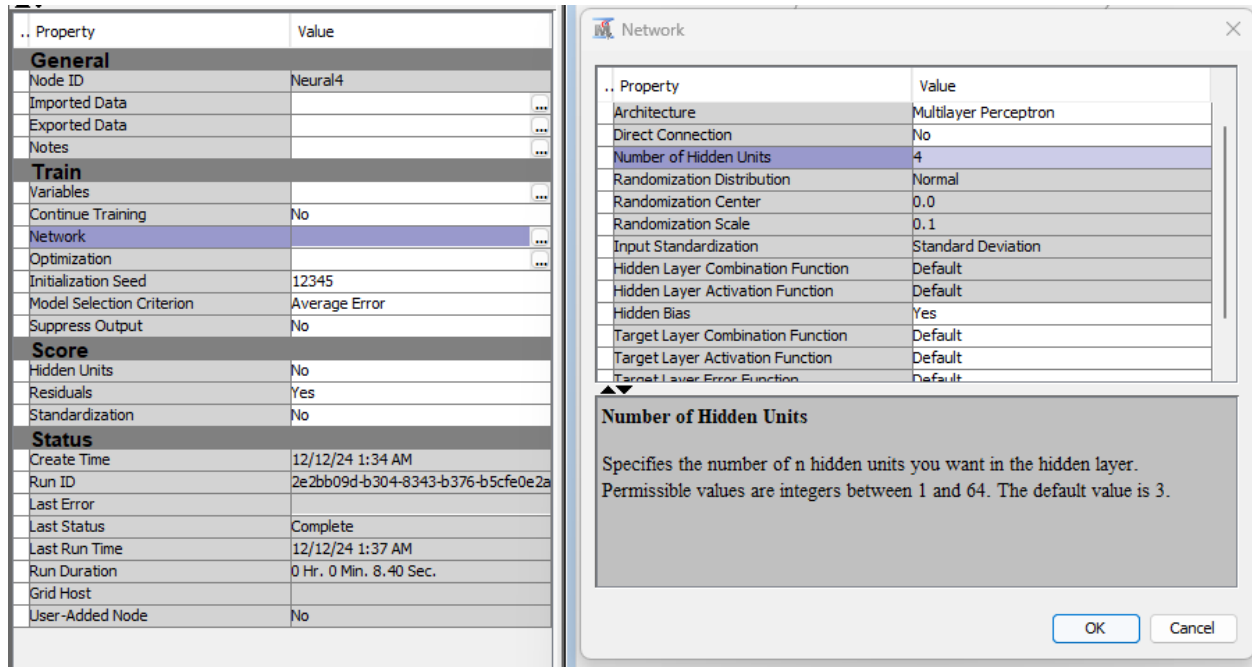 .. Property Value
General
Node ID Neural4
Imported Data ...
Exported Data ...
Notes ...
Train
Variables ...
Continue Training No
Network ...
Optimization ...
Initialization Seed 12345
Model Selection Criterion Average Error
Suppress Output No
Score
Hidden Units No
Residuals Yes
Standardization No
Status
Create Time 12/12/24 1:34 AM
Run ID 2e2bb09d-b304-8343-b376-b5cfe0e2a
Last Error
Last Status Complete
Last Run Time 12/12/24 1:37 AM
Run Duration 0 Hr. 0 Min. 8.40 Sec.
Grid Host
User-Added Node No
Network
.. Property Value
Architecture Multilayer Perceptron
Direct Connection No
Number of Hidden Units 4
Randomization Distribution Normal
Randomization Center 0.0
Randomization Scale 0.1
Input Standardization Standard Deviation
Hidden Layer Combination Function Default
Hidden Layer Activation Function Default
Hidden Bias Yes
Target Layer Combination Function Default
Target Layer Activation Function Default
Target Layer Error Function Default
Number of Hidden Units
Specifies the number of n hidden units you want in the hidden layer.
Permissible values are integers between 1 and 64. The default value is 3.
OK Cancel